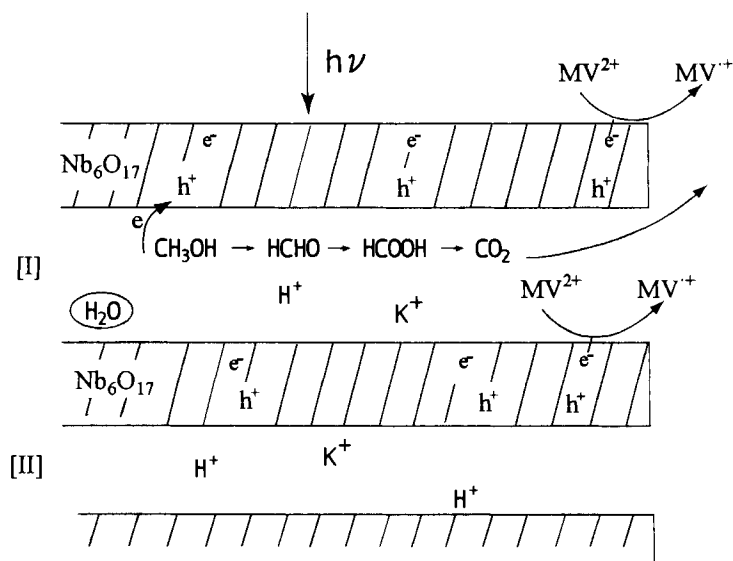 hν
MV²⁺ MV·⁺
e⁻ e⁻ e⁻
Nb₆O₁₇
h⁺ h⁺ h⁺
e
CH₃OH → HCHO → HCOOH → CO₂
[I]
H⁺ K⁺ MV²⁺ MV·⁺
H₂O
e⁻ e⁻ e⁻
Nb₆O₁₇
h⁺ h⁺ h⁺
[II] H⁺ K⁺
H⁺